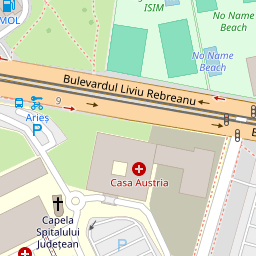 MOL
ISIM
No Name
Beach
No Name
Beach
Bulevardul Liviu Rebreanu
9
Arieș
P
Casa Austria
Capela
Spitalului
Județean
P
P